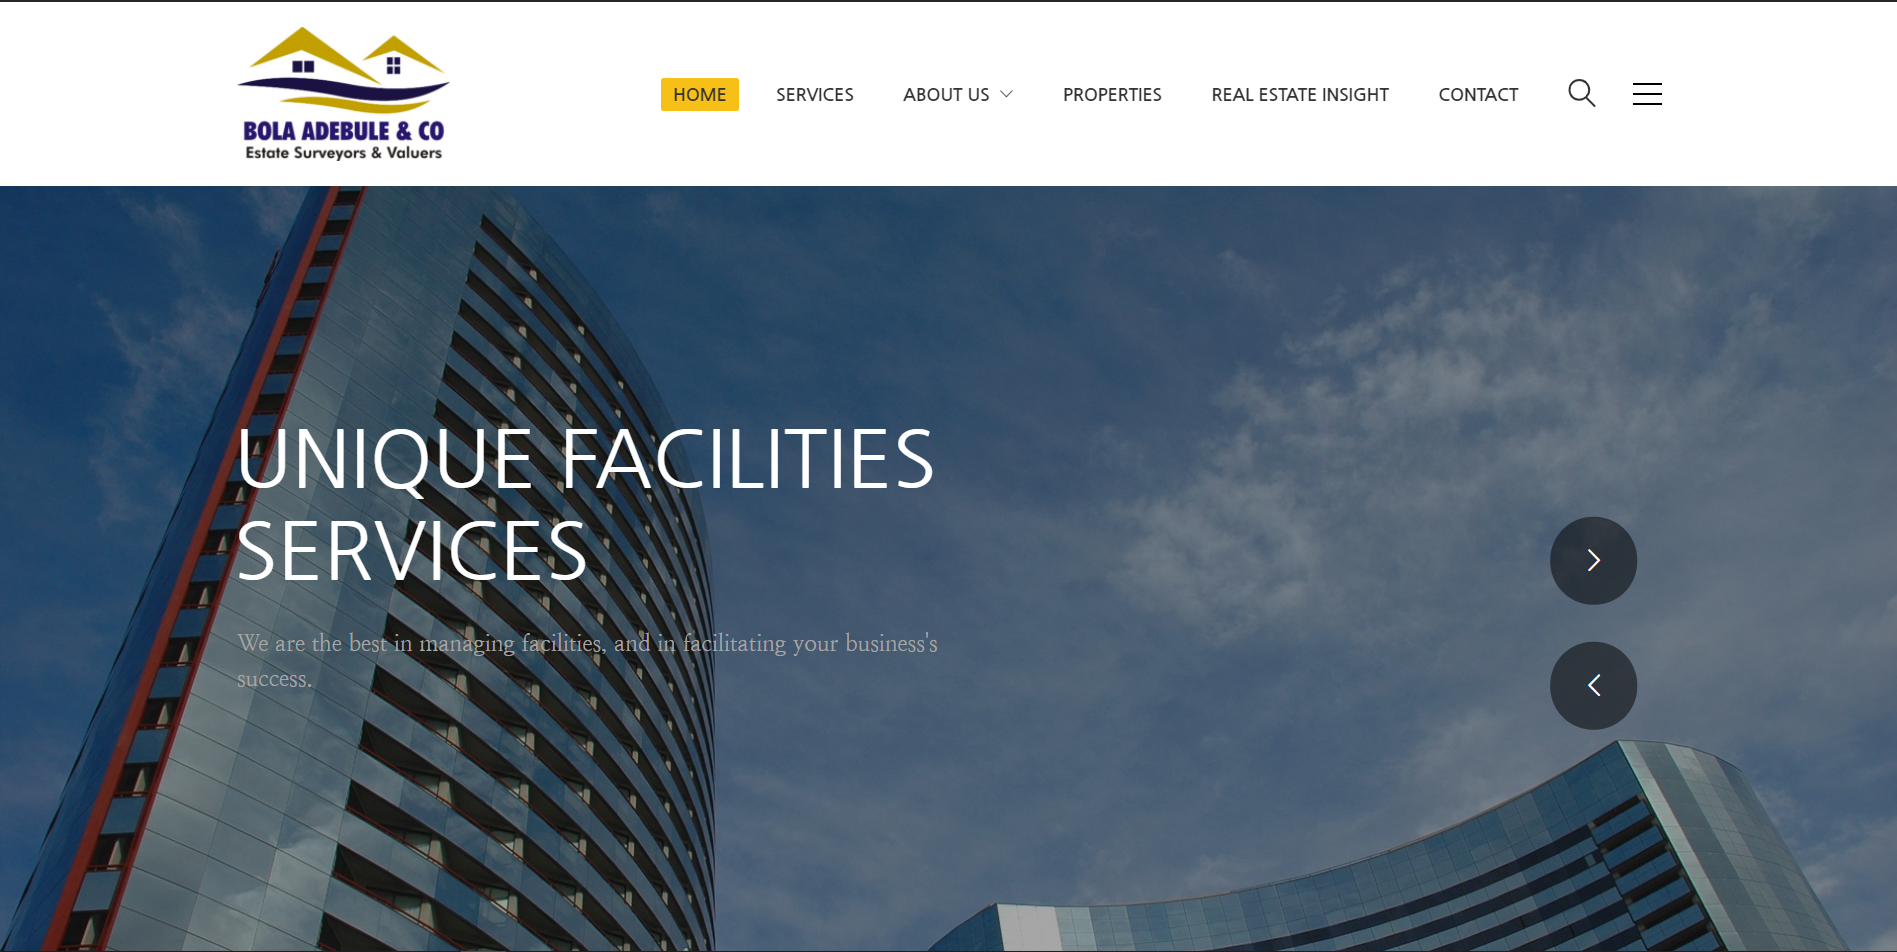 BOLA ADEBULE & CO
Estate Surveyors & Valuers
HOME
SERVICES
ABOUT US
PROPERTIES
REAL ESTATE INSIGHT
CONTACT
UNIQUE FACILITIES
SERVICES
We are the best in managing facilities, and in facilitating your business's
success.